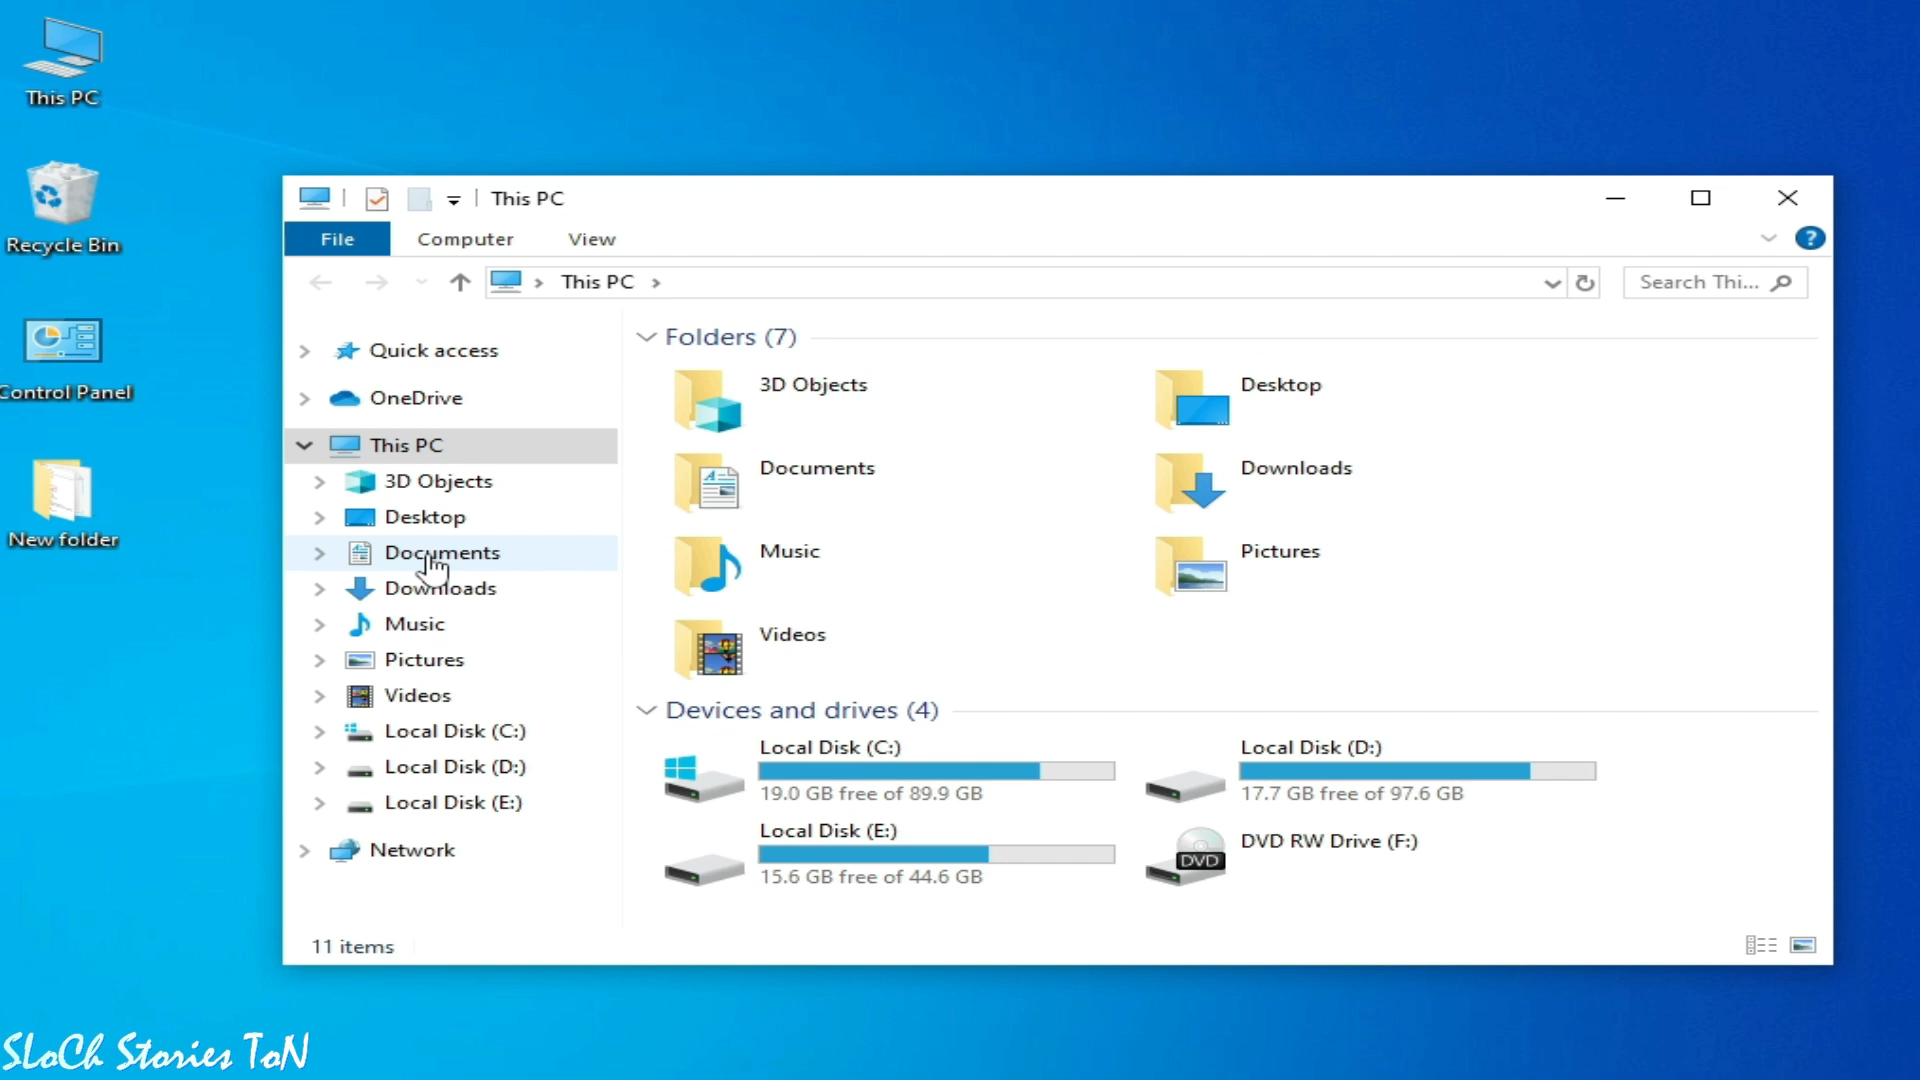 This PC
Recycle Bin
Control Panel
New folder
This PC
File
Computer
View
?
This PC
Search Thi...
Quick access
OneDrive
This PC
3D Objects
Desktop
Documents
Downloads
Music
Pictures
Videos
Local Disk (C:)
Local Disk (D:)
Local Disk (E:)
Network
Folders (7)
3D Objects
Desktop
Documents
Downloads
Music
Pictures
Videos
Devices and drives (4)
Local Disk (C:)
19.0 GB free of 89.9 GB
Local Disk (D:)
17.7 GB free of 97.6 GB
Local Disk (E:)
15.6 GB free of 44.6 GB
DVD
DVD RW Drive (F:)
11 items
SLoCh Stories ToN